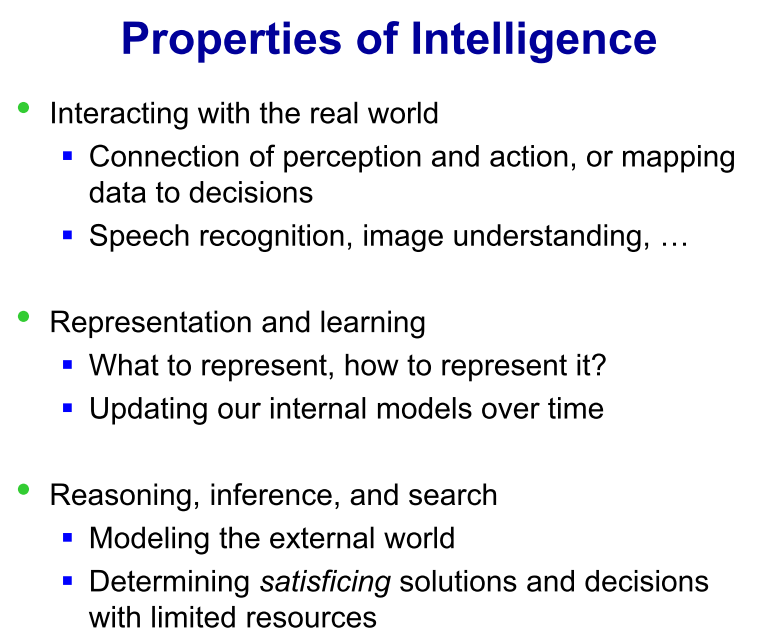 Properties of Intelligence
• Interacting with the real world
▪ Connection of perception and action, or mapping
data to decisions
▪ Speech recognition, image understanding, …
• Representation and learning
▪ What to represent, how to represent it?
▪ Updating our internal models over time
• Reasoning, inference, and search
▪ Modeling the external world
▪ Determining satisficing solutions and decisions
with limited resources